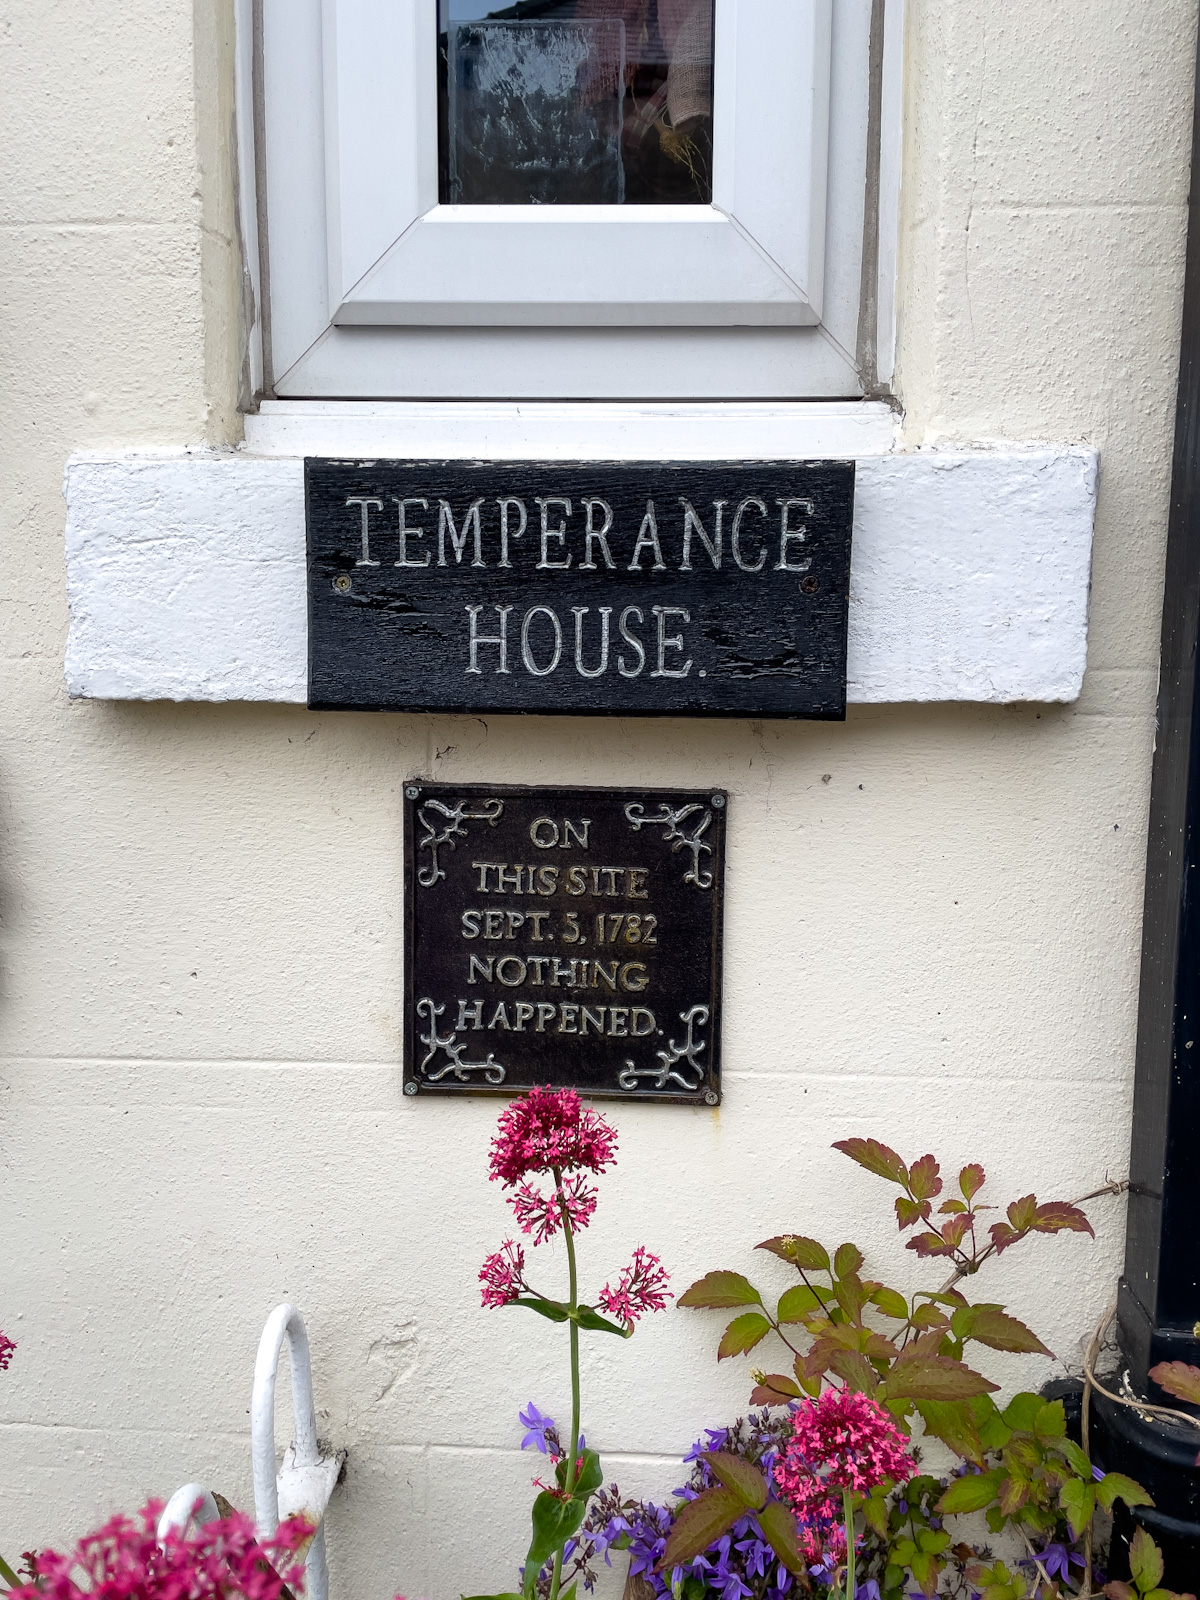 TEMPERANCE
HOUSE.
ON
THIS SITE
SEPT. 5, 1782
NOTHING
HAPPENED.